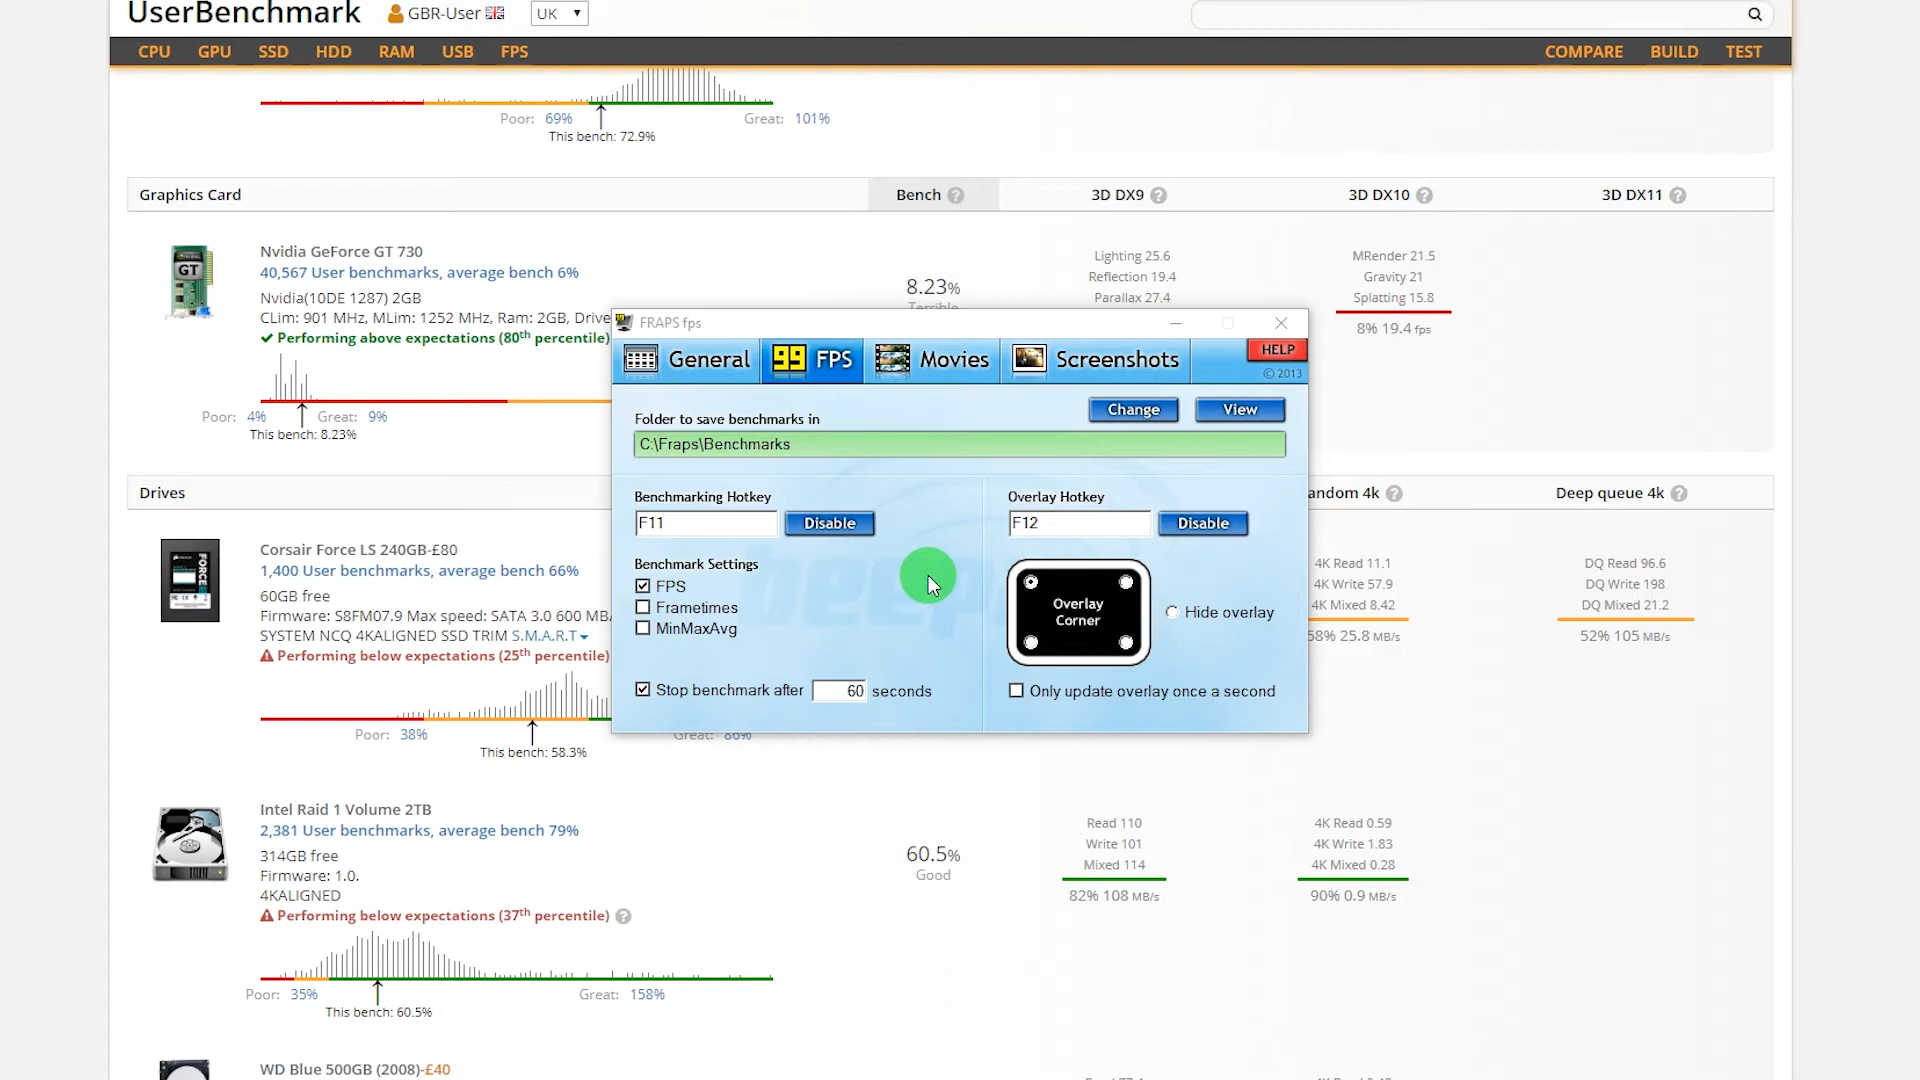 UserBenchmark GBR-User UK
CPU GPU SSD HDD RAM USB FPS COMPARE BUILD TEST
Poor: 69% Great: 101%
This bench: 72.9%
Graphics Card Bench ? 3D DX9 ? 3D DX10 ? 3D DX11 ?
Nvidia GeForce GT 730
40,567 User benchmarks, average bench 6%
Nvidia(10DE 1287) 2GB
CLim: 901 MHz, MLim: 1252 MHz, Ram: 2GB, Drive
Performing above expectations (80th percentile)
GT
Poor: 4% Great: 9%
This bench: 8.23%
8.23%
Terrible
Lighting 25.6
Reflection 19.4
Parallax 27.4
MRender 21.5
Gravity 21
Splatting 15.8
8% 19.4 fps
99 FRAPS fps
General 99 FPS Movies Screenshots HELP
© 2013
Change View
Folder to save benchmarks in
C:\Fraps\Benchmarks
Benchmarking Hotkey
F11 Disable
Benchmark Settings
FPS
Frametimes
MinMaxAvg
Stop benchmark after 60 seconds
Overlay Hotkey
F12 Disable
Overlay
Corner
Hide overlay
Only update overlay once a second
Drives andom 4k ? Deep queue 4k ?
Corsair Force LS 240GB-£80
1,400 User benchmarks, average bench 66%
60GB free
Firmware: S8FM07.9 Max speed: SATA 3.0 600 MB/
SYSTEM NCQ 4KALIGNED SSD TRIM S.M.A.R.T
Performing below expectations (25th percentile)
FORCE
Poor: 38% Great: 86%
This bench: 58.3%
4K Read 11.1
4K Write 57.9
4K Mixed 8.42
58% 25.8 MB/s
DQ Read 96.6
DQ Write 198
DQ Mixed 21.2
52% 105 MB/s
Intel Raid 1 Volume 2TB
2,381 User benchmarks, average bench 79%
314GB free
Firmware: 1.0.
4KALIGNED
Performing below expectations (37th percentile) ?
Poor: 35% Great: 158%
This bench: 60.5%
60.5%
Good
Read 110
Write 101
Mixed 114
82% 108 MB/s
4K Read 0.59
4K Write 1.83
4K Mixed 0.28
90% 0.9 MB/s
WD Blue 500GB (2008)-£40